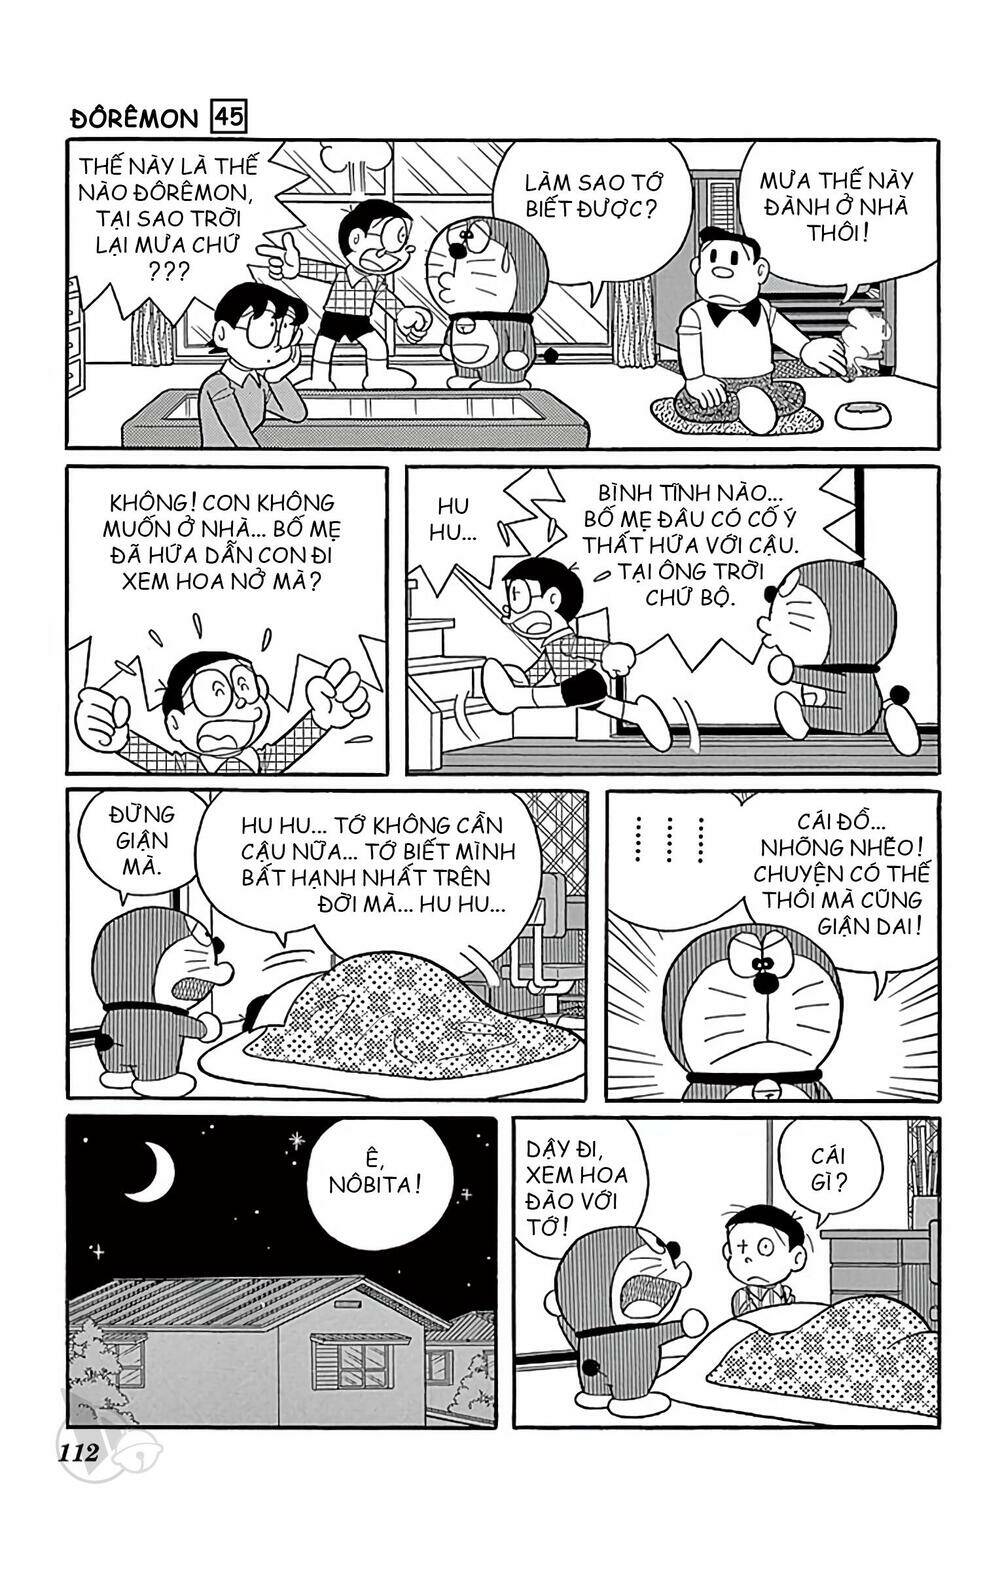 ĐÔRÊMON 45
THẾ NÀY LÀ THẾ
NÀO ĐÔRÊMON,
TẠI SAO TRỜI
LẠI MƯA CHỨ
???
LÀM SAO TỚ
BIẾT ĐƯỢC?
MƯA THẾ NÀY
ĐÀNH Ở NHÀ
THÔI!
KHÔNG! CON KHÔNG
MUỐN Ở NHÀ... BỐ MẸ
ĐÃ HỨA DẪN CON ĐI
XEM HOA NỞ MÀ?
HU
HU...
BÌNH TĨNH NÀO...
BỐ MẸ ĐÂU CÓ CỐ Ý
THẤT HỨA VỚI CẬU.
TẠI ÔNG TRỜI
CHỨ BỘ.
ĐỪNG
GIẬN
MÀ.
HU HU... TỚ KHÔNG CẦN
CẬU NỮA... TỚ BIẾT MÌNH
BẤT HẠNH NHẤT TRÊN
ĐỜI MÀ... HU HU...
CÁI ĐỒ...
NHÕNG NHẼO!
CHUYỆN CÓ THẾ
THÔI MÀ CŨNG
GIẬN DAI!
Ê,
NÔBITA!
DẬY ĐI,
XEM HOA
ĐÀO VỚI
TỚ!
CÁI
GÌ?
112